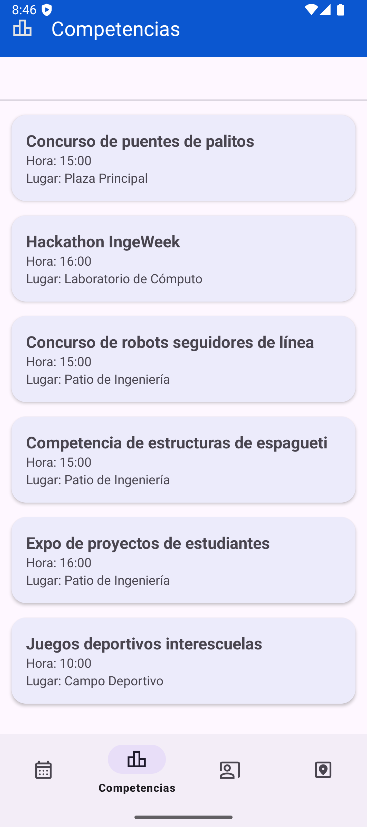 8:46
Competencias
Concurso de puentes de palitos
Hora: 15:00
Lugar: Plaza Principal
Hackathon IngeWeek
Hora: 16:00
Lugar: Laboratorio de Cómputo
Concurso de robots seguidores de línea
Hora: 15:00
Lugar: Patio de Ingeniería
Competencia de estructuras de espagueti
Hora: 15:00
Lugar: Patio de Ingeniería
Expo de proyectos de estudiantes
Hora: 16:00
Lugar: Patio de Ingeniería
Juegos deportivos interescuelas
Hora: 10:00
Lugar: Campo Deportivo
Competencias